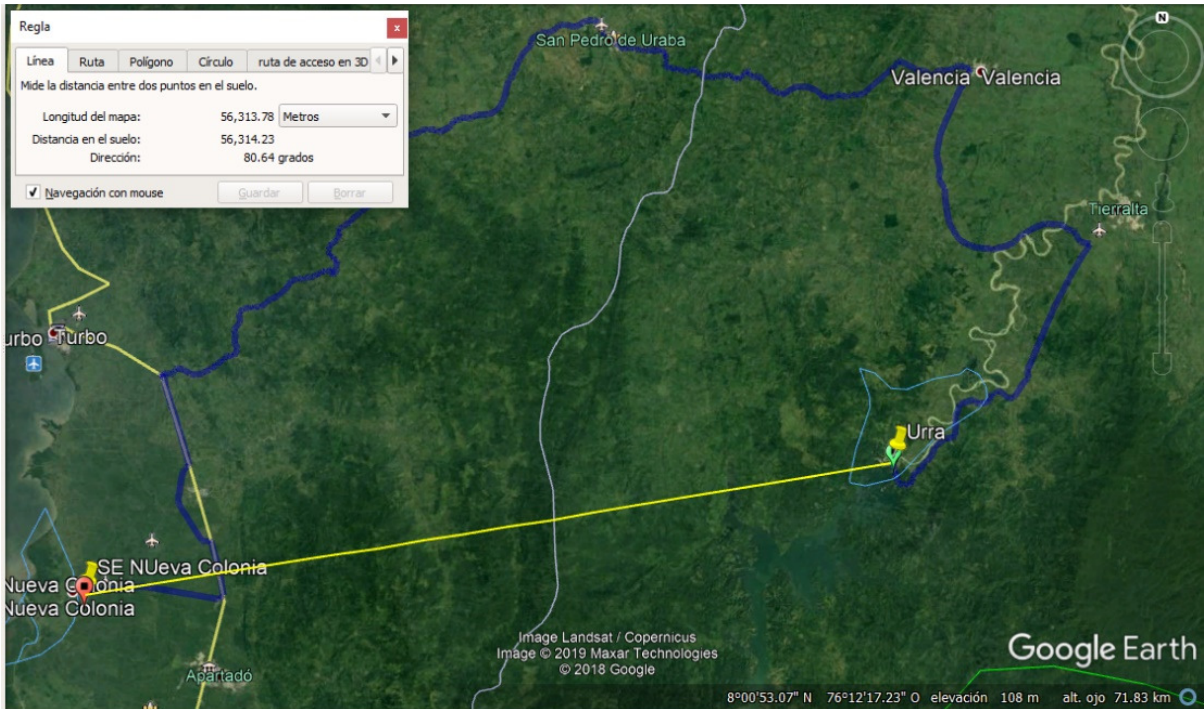 Regla
x
Línea Ruta Polígono Círculo ruta de acceso en 3D
Mide la distancia entre dos puntos en el suelo.
Longitud del mapa: 56,313.78 Metros
Distancia en el suelo: 56,314.23
Dirección: 80.64 grados
Navegación con mouse Guardar Borrar
N
San Pedro de Uraba
Valencia Valencia
Tierralta
urbo Turbo
Urra
SE NUeva Colonia
Nueva Colonia
Nueva Colonia
Apartadó
Image Landsat / Copernicus
Image © 2019 Maxar Technologies
© 2018 Google
Google Earth
8°00'53.07" N 76°12'17.23" O elevación 108 m alt. ojo 71.83 km